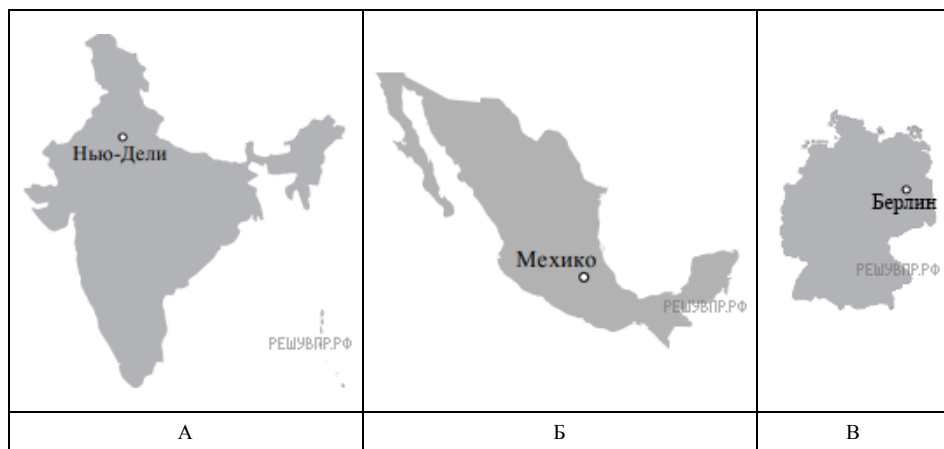 Нью-Дели
РЕШУВПР.РФ
Мехико
РЕШУВПР.РФ
Берлин
РЕШУВПР.РФ
А
Б
В